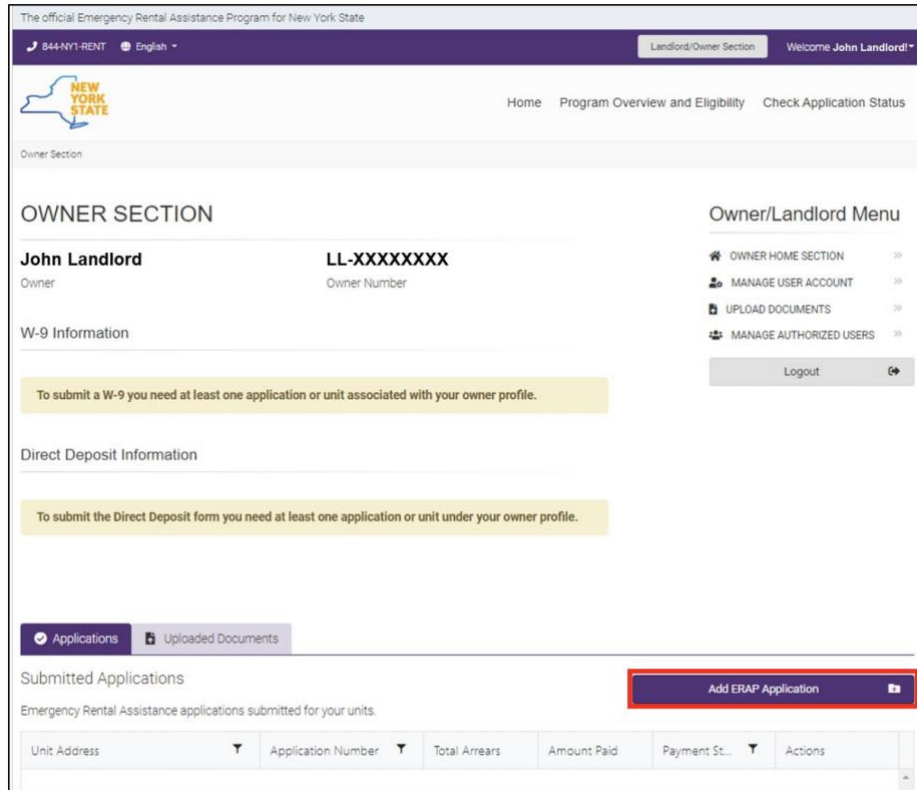 The official Emergency Rental Assistance Program for New York State
844-NY1-RENT English Landlord/Owner Section Welcome John Landlord!
NEW
YORK
STATE
Home Program Overview and Eligibility Check Application Status
Owner Section
OWNER SECTION
John Landlord LL-XXXXXXXX
Owner Owner Number
W-9 Information
To submit a W-9 you need at least one application or unit associated with your owner profile.
Direct Deposit Information
To submit the Direct Deposit form you need at least one application or unit under your owner profile.
Owner/Landlord Menu
OWNER HOME SECTION
MANAGE USER ACCOUNT
UPLOAD DOCUMENTS
MANAGE AUTHORIZED USERS
Logout
Applications Uploaded Documents
Submitted Applications
Add ERAP Application
Emergency Rental Assistance applications submitted for your units.
Unit Address Application Number Total Arrears Amount Paid Payment St... Actions